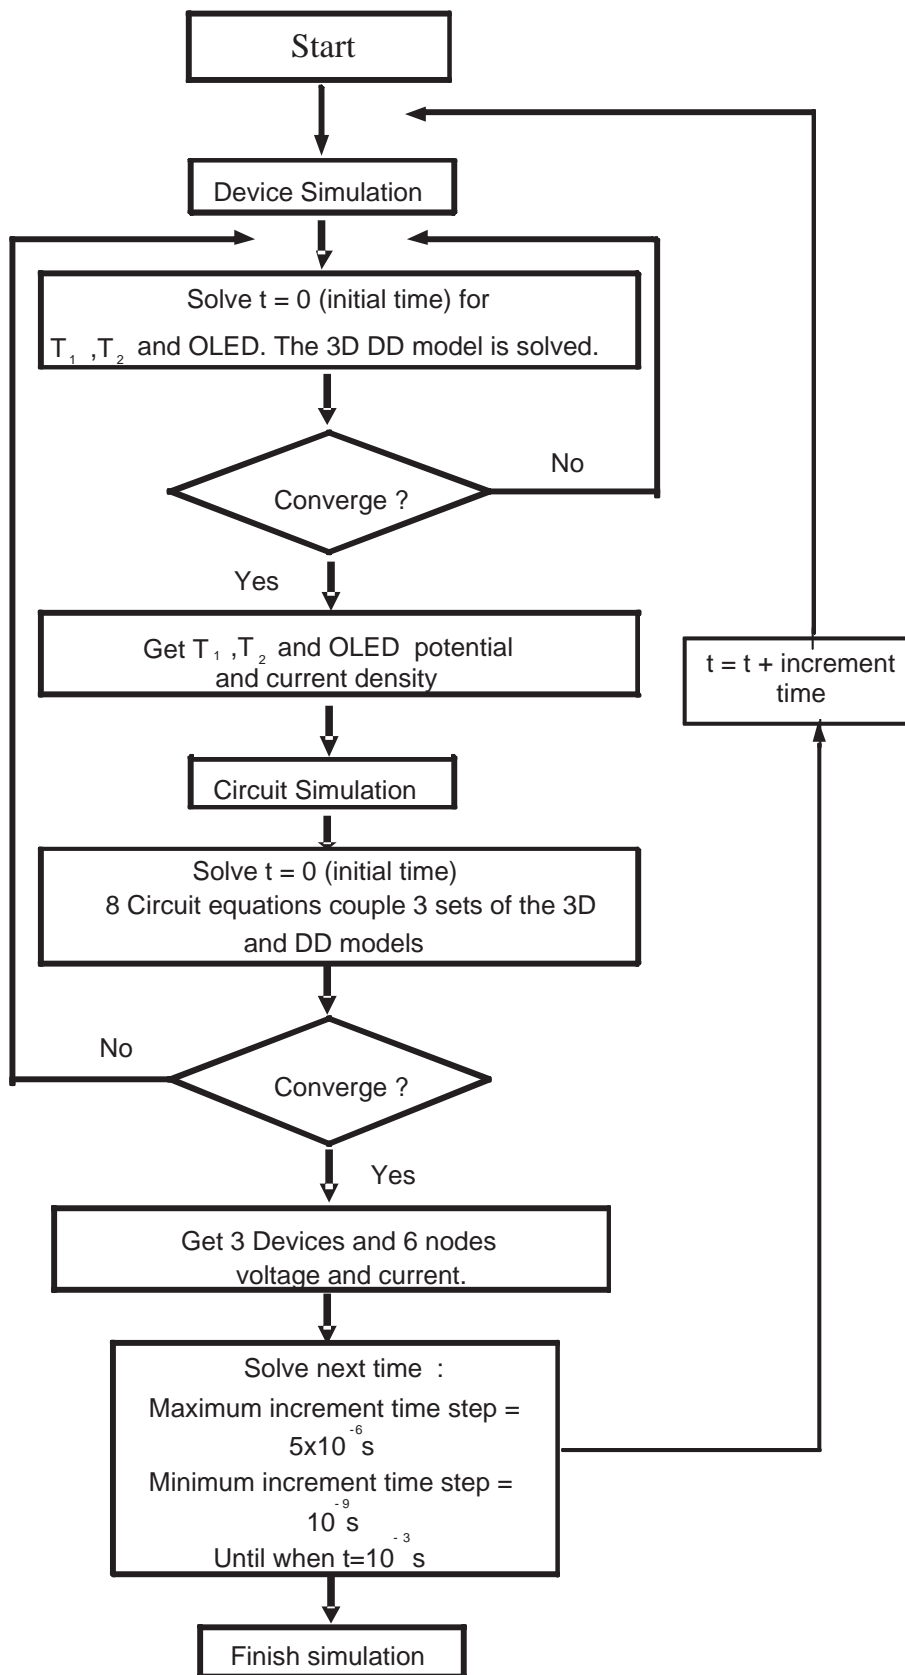 Start
Device Simulation
Solve t = 0 (initial time) for
T₁ ,T₂ and OLED. The 3D DD model is solved.
No
Converge ?
Yes
Get T₁ ,T₂ and OLED potential
and current density
t = t + increment
time
Circuit Simulation
Solve t = 0 (initial time)
8 Circuit equations couple 3 sets of the 3D
and DD models
No
Converge ?
Yes
Get 3 Devices and 6 nodes
voltage and current.
Solve next time :
Maximum increment time step =
5x10⁻⁶s
Minimum increment time step =
10⁻⁹s
Until when t=10⁻³s
Finish simulation